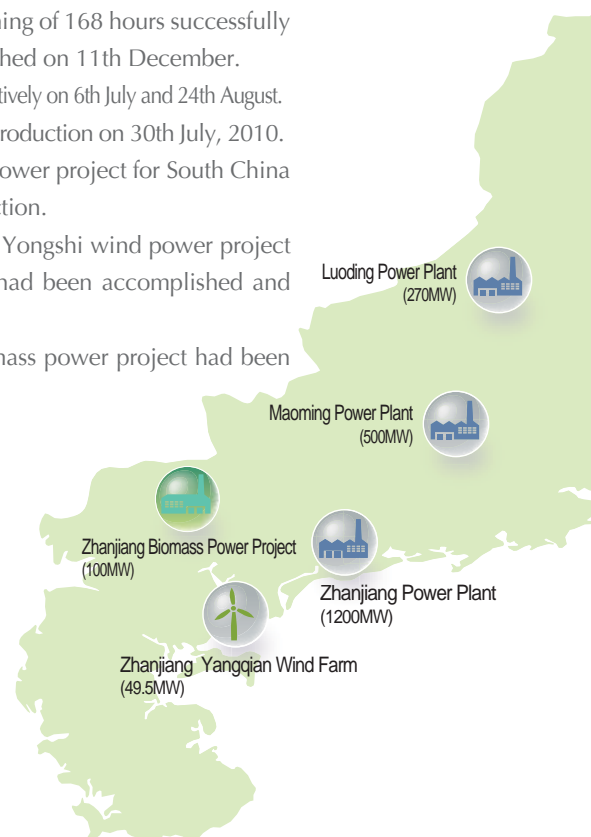 ning of 168 hours successfully
hed on 11th December.
tively on 6th July and 24th August.
roduction on 30th July, 2010.
ower project for South China
tion.
Yongshi wind power project
had been accomplished and
mass power project had been
Luoding Power Plant
(270MW)
Maoming Power Plant
(500MW)
Zhanjiang Biomass Power Project
(100MW)
Zhanjiang Power Plant
(1200MW)
Zhanjiang Yangqian Wind Farm
(49.5MW)